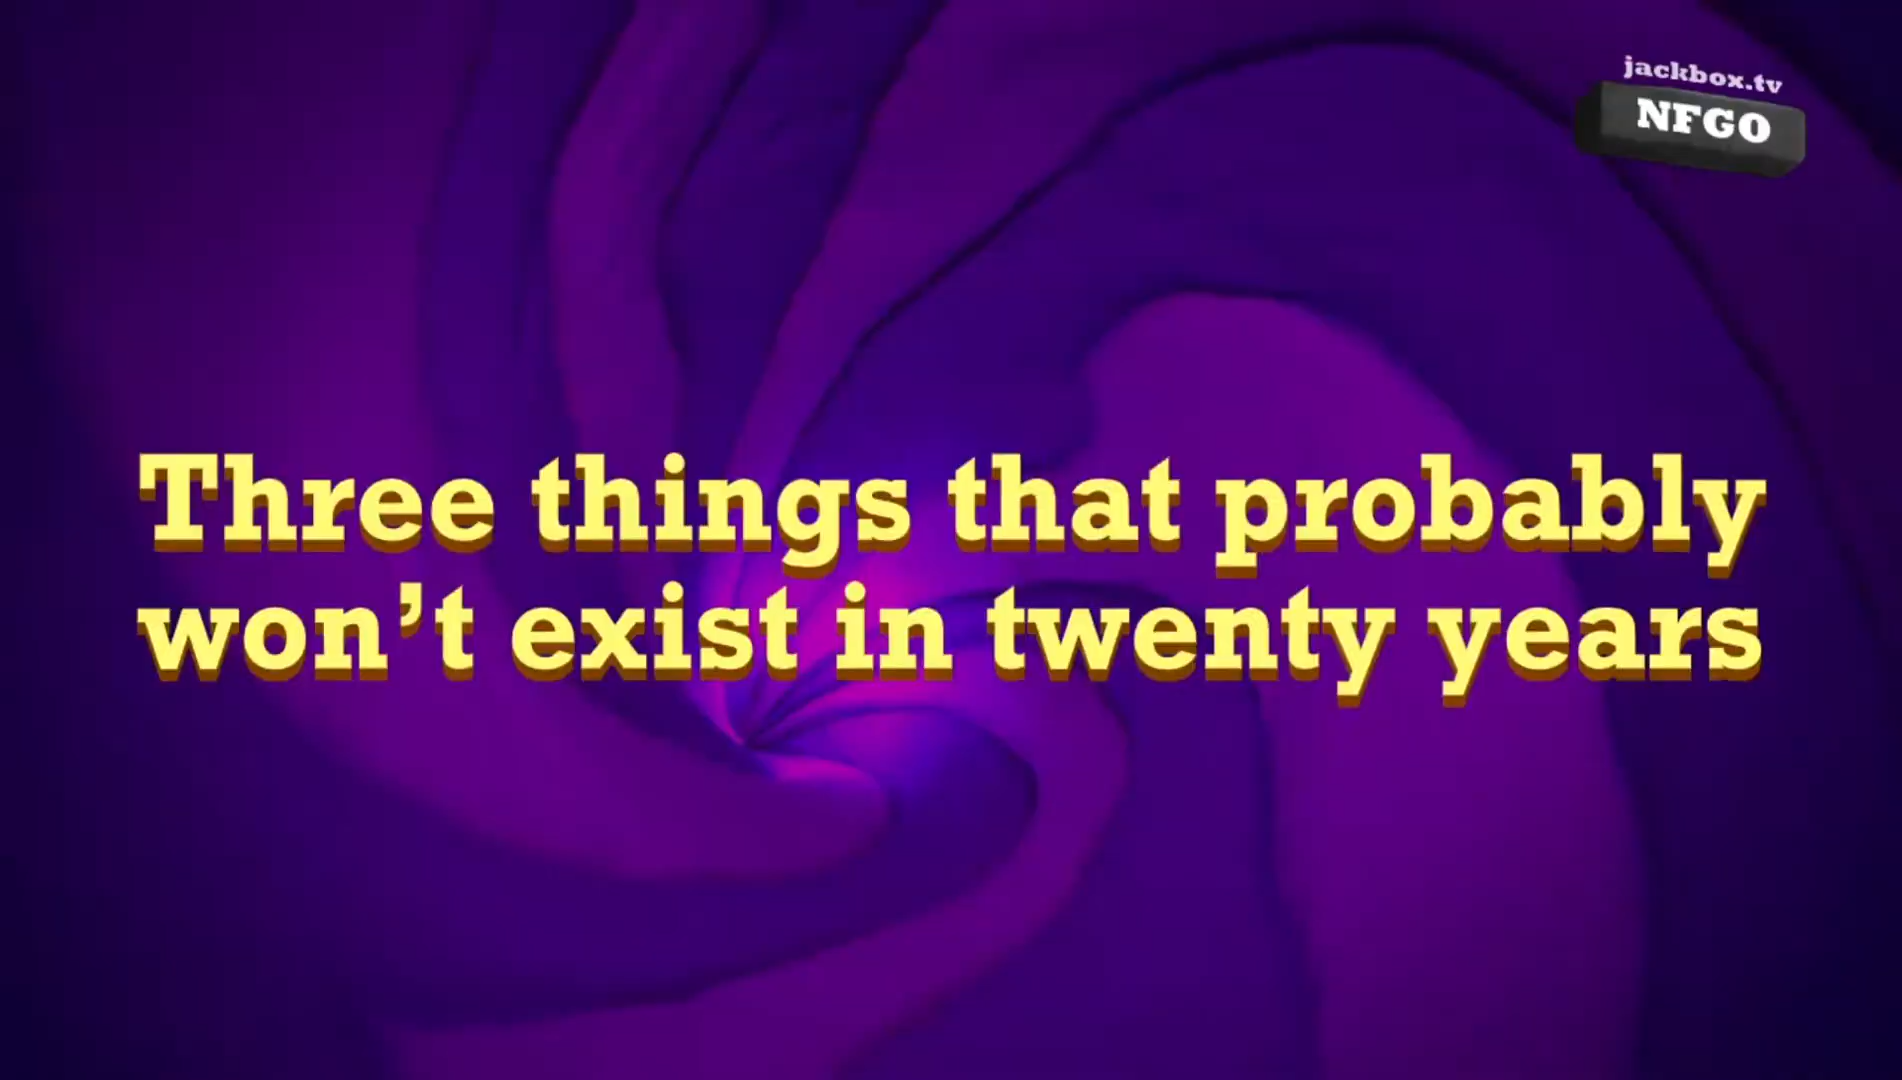 jackbox.tv
NFGO
Three things that probably
won’t exist in twenty years